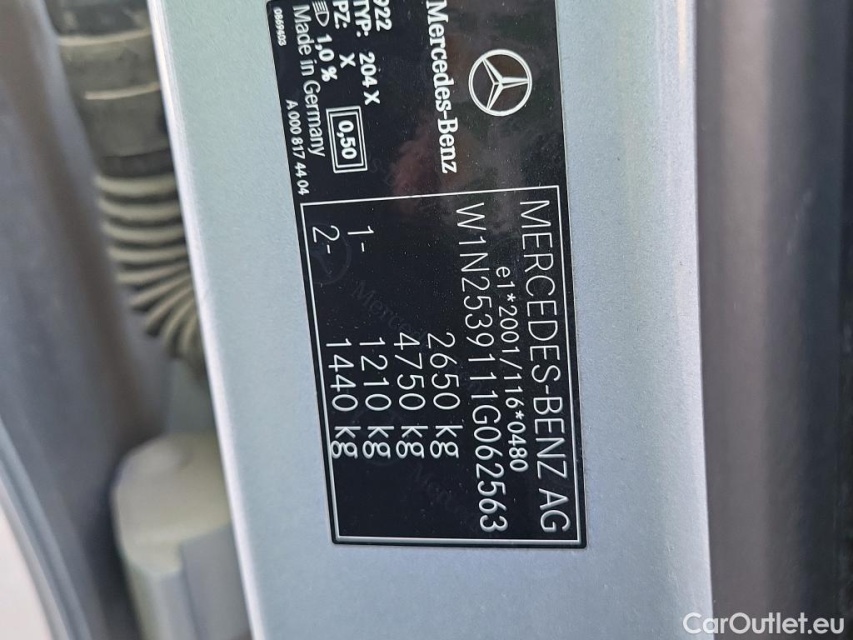 MERCEDES-BENZ AG
e1*2001/116*0480
W1N2539111G062563
2650 kg
4750 kg
1- 1210 kg
2- 1440 kg
Mercedes-Benz
922
TYP: 204 X
PZ: X
0,50
1,0 %
Made in Germany
A 000 817 44 04
CarOutlet.eu